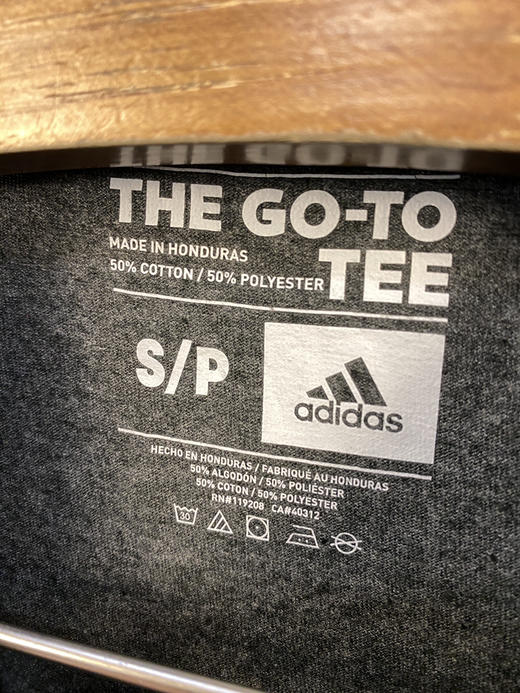 THE GO-TO
TEE
MADE IN HONDURAS
50% COTTON / 50% POLYESTER
S/P
adidas
HECHO EN HONDURAS / FABRIQUÉ AU HONDURAS
50% ALGODÓN / 50% POLIÉSTER
50% COTON / 50% POLYESTER
RN#119208 CA#40312
30